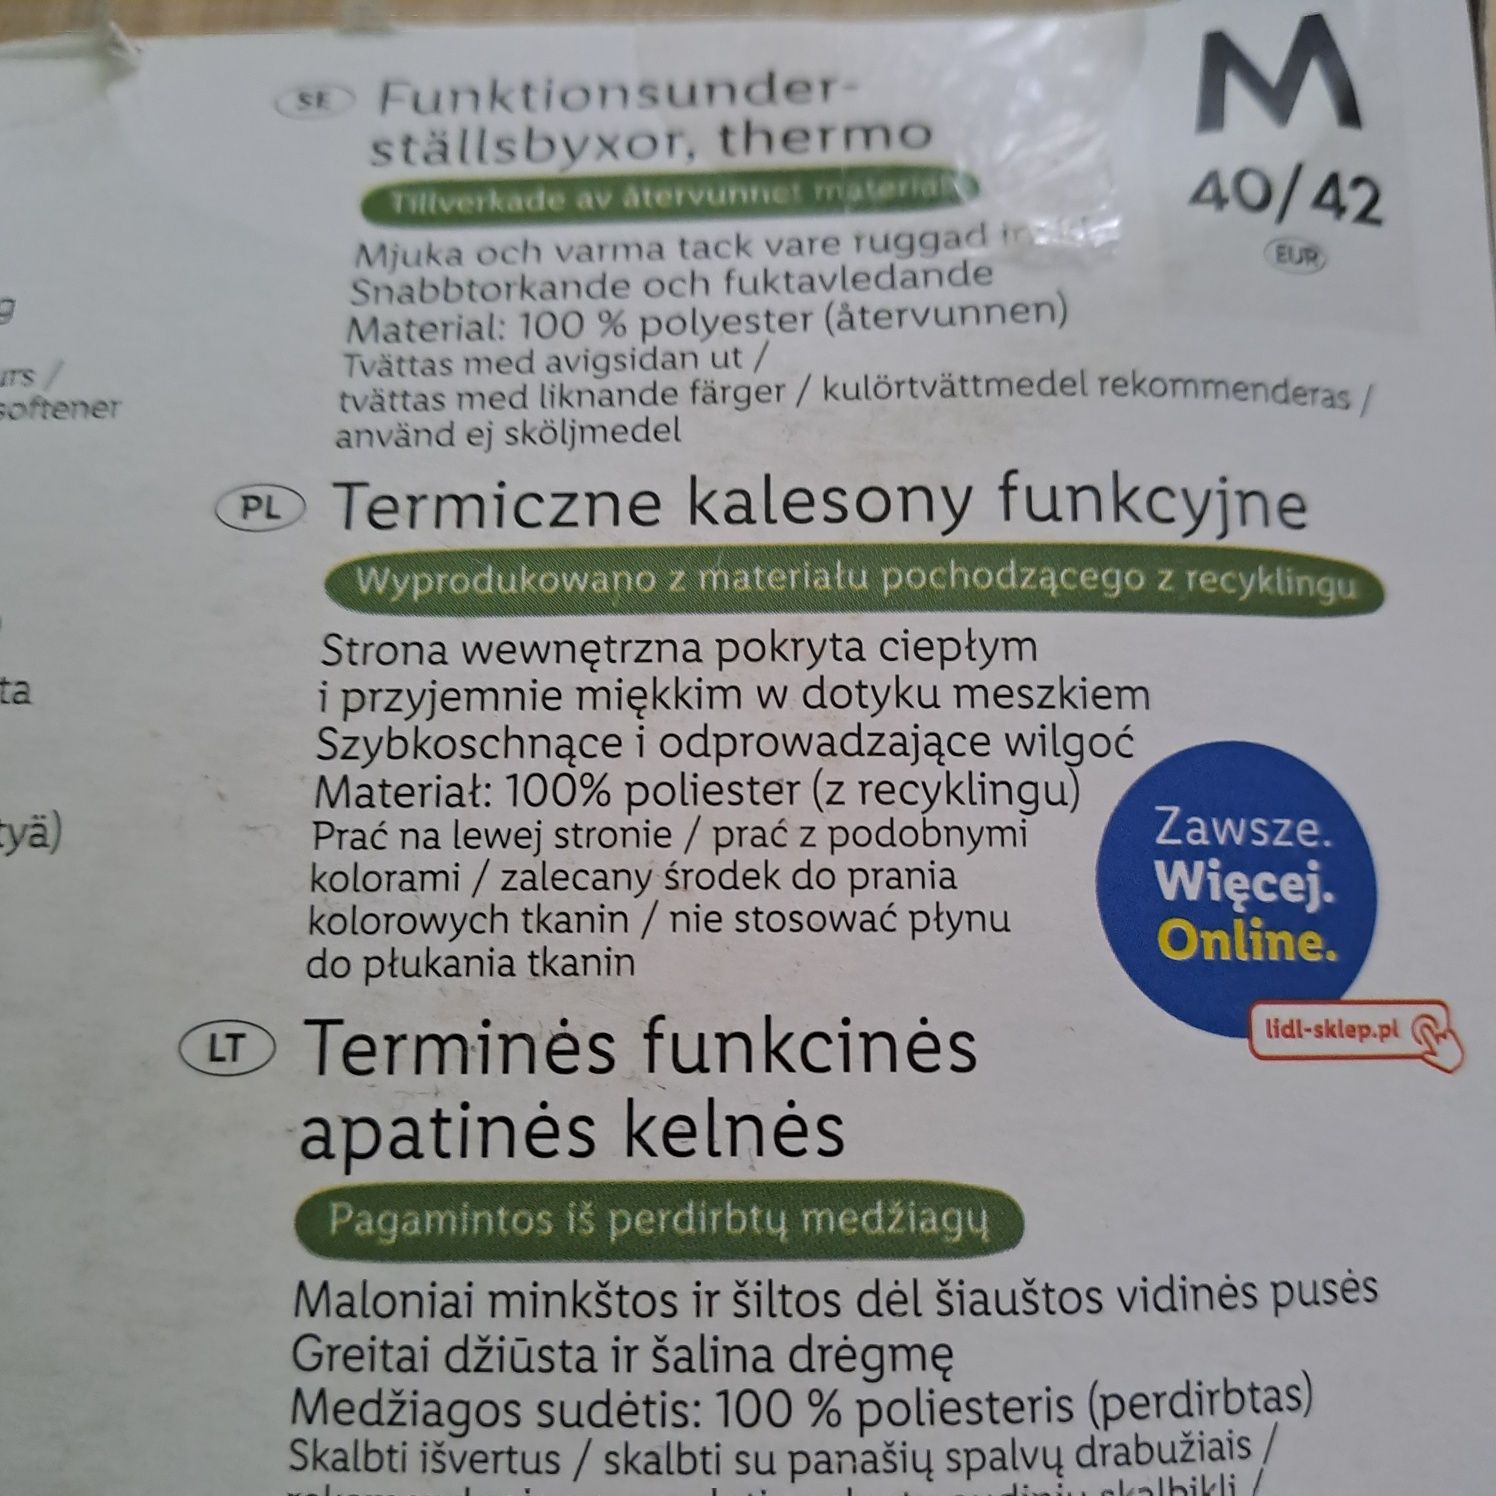 M
40/42
EUR
SE Funktionsunder-
ställsbyxor, thermo
Tillverkade av återvunnet material
Mjuka och varma tack vare ruggad
Snabbtorkande och fuktavledande
Material: 100 % polyester (återvunnen)
Tvättas med avigsidan ut /
tvättas med liknande färger / kulörtvättmedel rekommenderas /
använd ej sköljmedel
softener
PL Termiczne kalesony funkcyjne
Wyprodukowano z materiału pochodzącego z recyklingu
Strona wewnętrzna pokryta ciepłym
i przyjemnie miękkim w dotyku meszkiem
Szybkoschnące i odprowadzające wilgoć
Materiał: 100% poliester (z recyklingu)
Prać na lewej stronie / prać z podobnymi
kolorami / zalecany środek do prania
kolorowych tkanin / nie stosować płynu
do płukania tkanin
Zawsze.
Więcej.
Online.
lidl-sklep.pl
LT Terminės funkcinės
apatinės kelnės
Pagamintos iš perdirbtų medžiagų
Maloniai minkštos ir šiltos dėl šiauštos vidinės pusės
Greitai džiūsta ir šalina drėgmę
Medžiagos sudėtis: 100 % poliesteris (perdirbtas)
Skalbti išvertus / skalbti su panašių spalvų drabužiais /